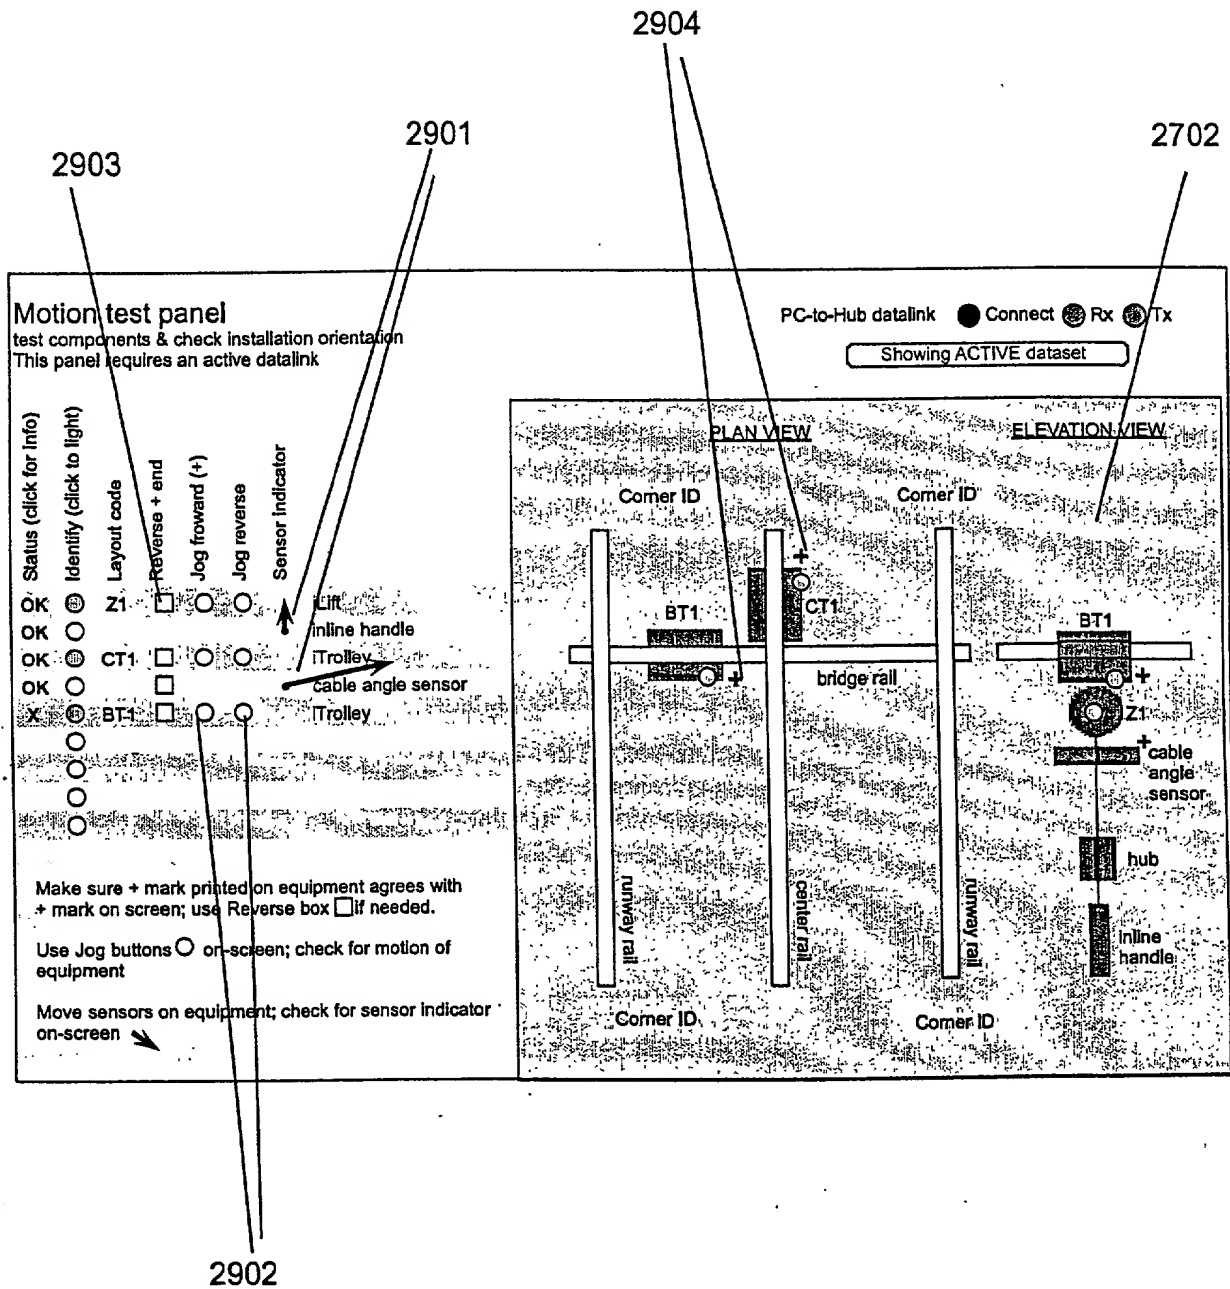 2904
2901
2903
2702
Motion test panel
test components & check installation orientation
This panel requires an active datalink
PC-to-Hub datalink Connect Rx Tx
Showing ACTIVE dataset
Staytus (click for info)
Identify (click to light)
Layout code
Reverse + end
Jog froward (+)
Jog reverse
Sensor indicator
OK Z1 iLift
OK inline handle
OK CT1 iTrolley
OK cable angle sensor
X BT1 iTrolley
PLAN VIEW
ELEVATION VIEW
Corner ID
Corner ID
+
CT1
BT1
+
bridge rail
BT1
+
Z1
+
cable
angle
sensor
hub
inline
handle
runway rail
center rail
runway rail
Corner ID
Corner ID
Make sure + mark printed on equipment agrees with
+ mark on screen; use Reverse box if needed.
Use Jog buttons on-screen; check for motion of
equipment
Move sensors on equipment; check for sensor indicator
on-screen
2902